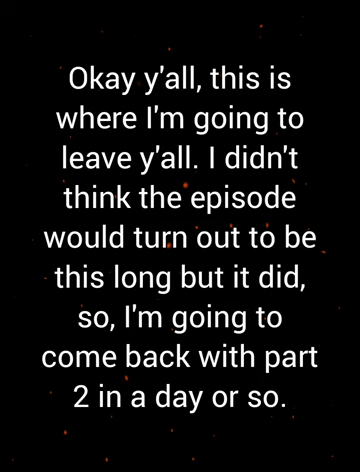 Okay y'all, this is
where I'm going to
leave y'all. I didn't
think the episode
would turn out to be
this long but it did,
so, I'm going to
come back with part
2 in a day or so.